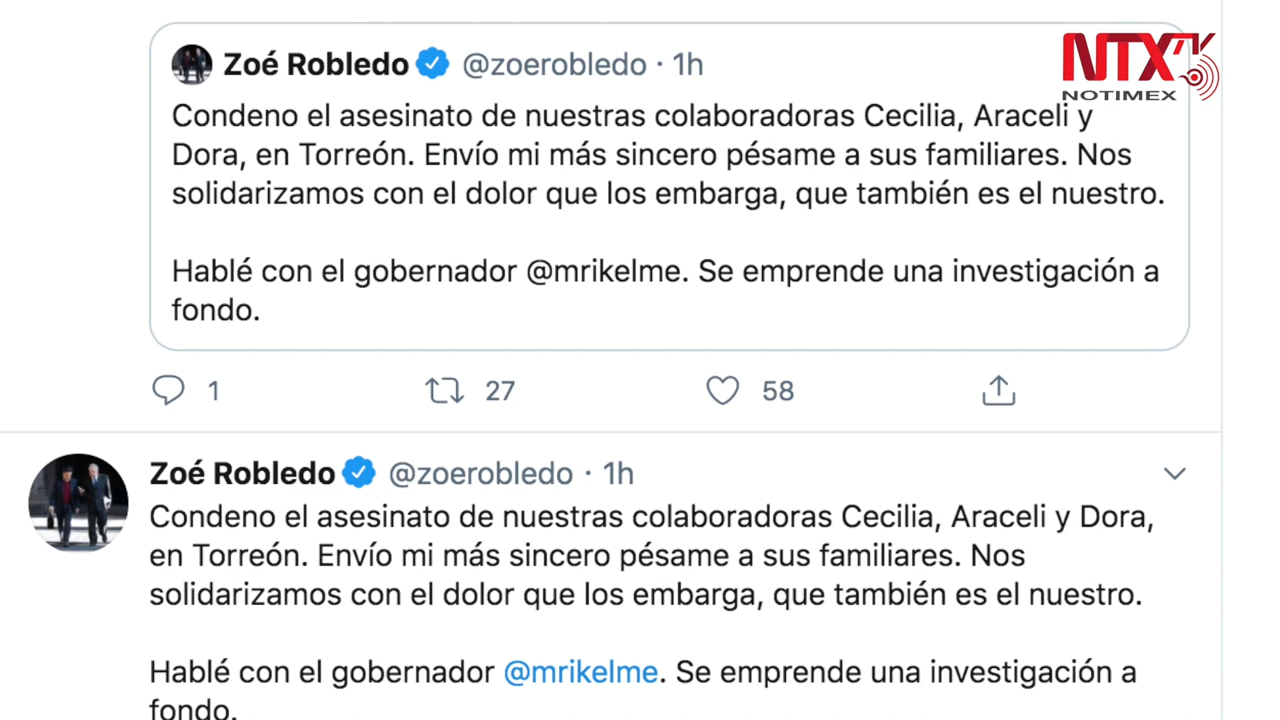 Zoé Robledo @zoerobledo · 1h
NTX
NOTIMEX
Condeno el asesinato de nuestras colaboradoras Cecilia, Araceli y
Dora, en Torreón. Envío mi más sincero pésame a sus familiares. Nos
solidarizamos con el dolor que los embarga, que también es el nuestro.
Hablé con el gobernador @mrikelme. Se emprende una investigación a
fondo.
1 27 58
Zoé Robledo @zoerobledo · 1h
Condeno el asesinato de nuestras colaboradoras Cecilia, Araceli y Dora,
en Torreón. Envío mi más sincero pésame a sus familiares. Nos
solidarizamos con el dolor que los embarga, que también es el nuestro.
Hablé con el gobernador @mrikelme. Se emprende una investigación a
fondo.